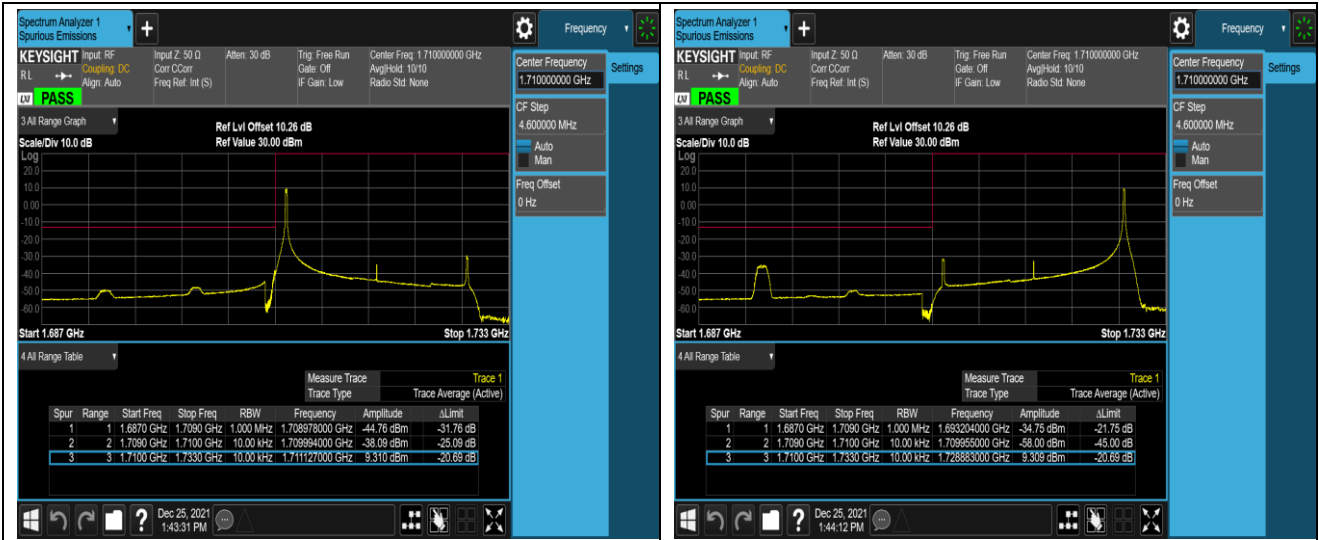 Spectrum Analyzer 1
Spurious Emissions
+
Frequency
KEYSIGHT Input: RF Input Z: 50 Ω Atten: 30 dB Trig: Free Run Center Freq: 1.710000000 GHz
R L Coupling: DC Corr CCorr Gate: Off Avg|Hold: 10/10
Align: Auto Freq Ref: Int (S) IF Gain: Low Radio Std: None
LXI PASS
Center Frequency
1.710000000 GHz
Settings
CF Step
4.600000 MHz
Auto
Man
Freq Offset
0 Hz
3 All Range Graph
Ref Lvl Offset 10.26 dB
Scale/Div 10.0 dB Ref Value 30.00 dBm
Log
20.0
10.0
0.00
-10.0
-20.0
-30.0
-40.0
-50.0
-60.0
Start 1.687 GHz Stop 1.733 GHz
4 All Range Table
Measure Trace Trace 1
Trace Type Trace Average (Active)
Spur Range Start Freq Stop Freq RBW Frequency Amplitude ΔLimit
1 1 1.6870 GHz 1.7090 GHz 1.000 MHz 1.708978000 GHz -44.76 dBm -31.76 dB
2 2 1.7090 GHz 1.7100 GHz 10.00 kHz 1.709994000 GHz -38.09 dBm -25.09 dB
3 3 1.7100 GHz 1.7330 GHz 10.00 kHz 1.711127000 GHz 9.310 dBm -20.69 dB
?
Dec 25, 2021
1:43:31 PM
Spectrum Analyzer 1
Spurious Emissions
+
Frequency
KEYSIGHT Input: RF Input Z: 50 Ω Atten: 30 dB Trig: Free Run Center Freq: 1.710000000 GHz
R L Coupling: DC Corr CCorr Gate: Off Avg|Hold: 10/10
Align: Auto Freq Ref: Int (S) IF Gain: Low Radio Std: None
LXI PASS
Center Frequency
1.710000000 GHz
Settings
CF Step
4.600000 MHz
Auto
Man
Freq Offset
0 Hz
3 All Range Graph
Ref Lvl Offset 10.26 dB
Scale/Div 10.0 dB Ref Value 30.00 dBm
Log
20.0
10.0
0.00
-10.0
-20.0
-30.0
-40.0
-50.0
-60.0
Start 1.687 GHz Stop 1.733 GHz
4 All Range Table
Measure Trace Trace 1
Trace Type Trace Average (Active)
Spur Range Start Freq Stop Freq RBW Frequency Amplitude ΔLimit
1 1 1.6870 GHz 1.7090 GHz 1.000 MHz 1.693204000 GHz -34.75 dBm -21.75 dB
2 2 1.7090 GHz 1.7100 GHz 10.00 kHz 1.709955000 GHz -58.00 dBm -45.00 dB
3 3 1.7100 GHz 1.7330 GHz 10.00 kHz 1.728883000 GHz 9.309 dBm -20.69 dB
?
Dec 25, 2021
1:44:12 PM